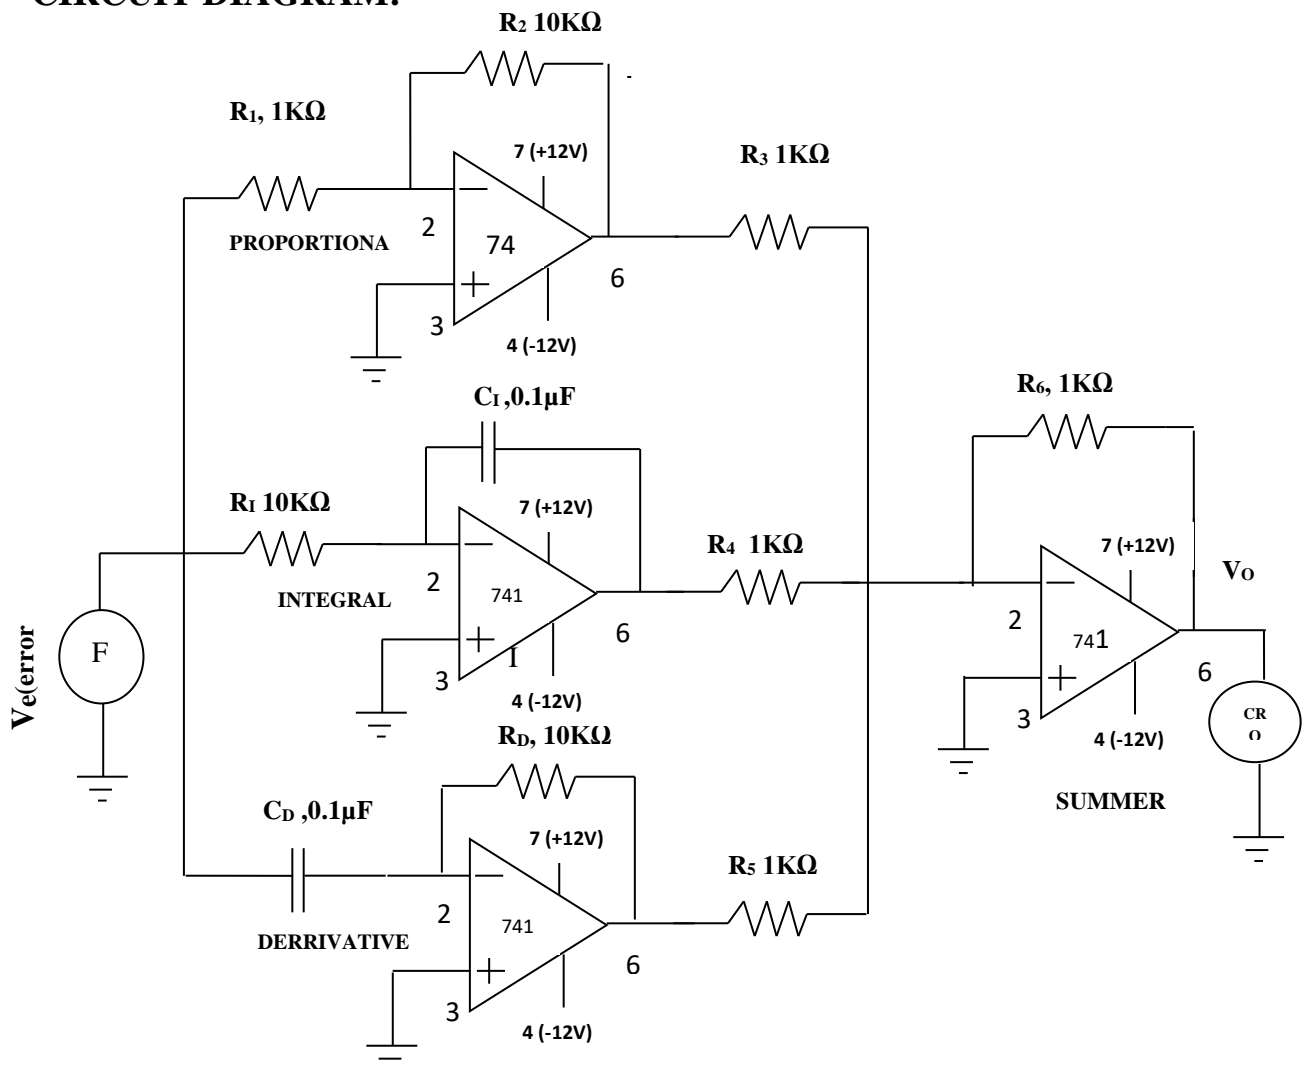 CIRCUIT DIAGRAM:
R2 10KΩ
R1, 1KΩ
7 (+12V)
R3 1KΩ
2
PROPORTIONA
74
6
3
4 (-12V)
CI ,0.1µF
R6, 1KΩ
RI 10KΩ
7 (+12V)
R4 1KΩ
7 (+12V)
VO
2
INTEGRAL
741
6
2
741
F
Ve(error
I
3
6
4 (-12V)
3
CR
O
4 (-12V)
RD, 10KΩ
SUMMER
CD ,0.1µF
7 (+12V)
R5 1KΩ
2
741
DERRIVATIVE
6
3
4 (-12V)